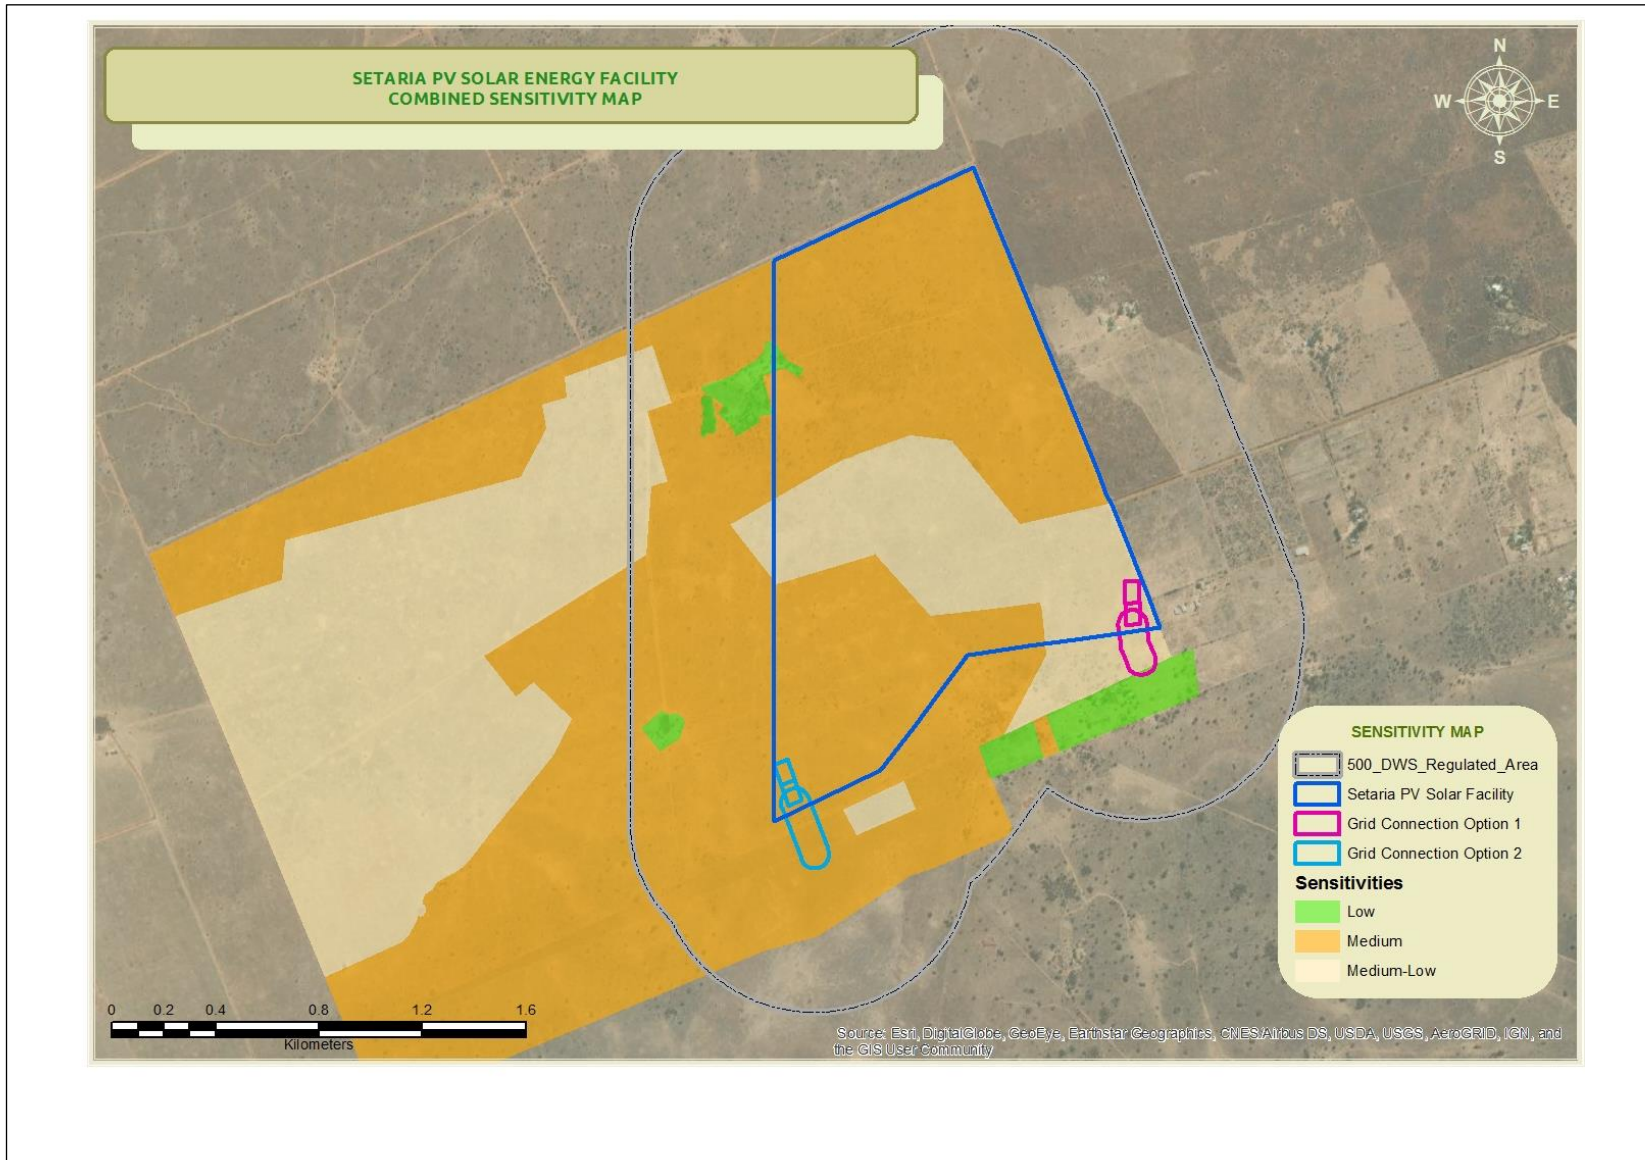 SETARIA PV SOLAR ENERGY FACILITY
COMBINED SENSITIVITY MAP
N
W E
S
SENSITIVITY MAP
500_DWS_Regulated_Area
Setaria PV Solar Facility
Grid Connection Option 1
Grid Connection Option 2
Sensitivities
Low
Medium
Medium-Low
0 0.2 0.4 0.8 1.2 1.6
Kilometers
Source: Esri, DigitalGlobe, GeoEye, Earthstar Geographics, CNES/Airbus DS, USDA, USGS, AeroGRID, IGN, and
the GIS User Community